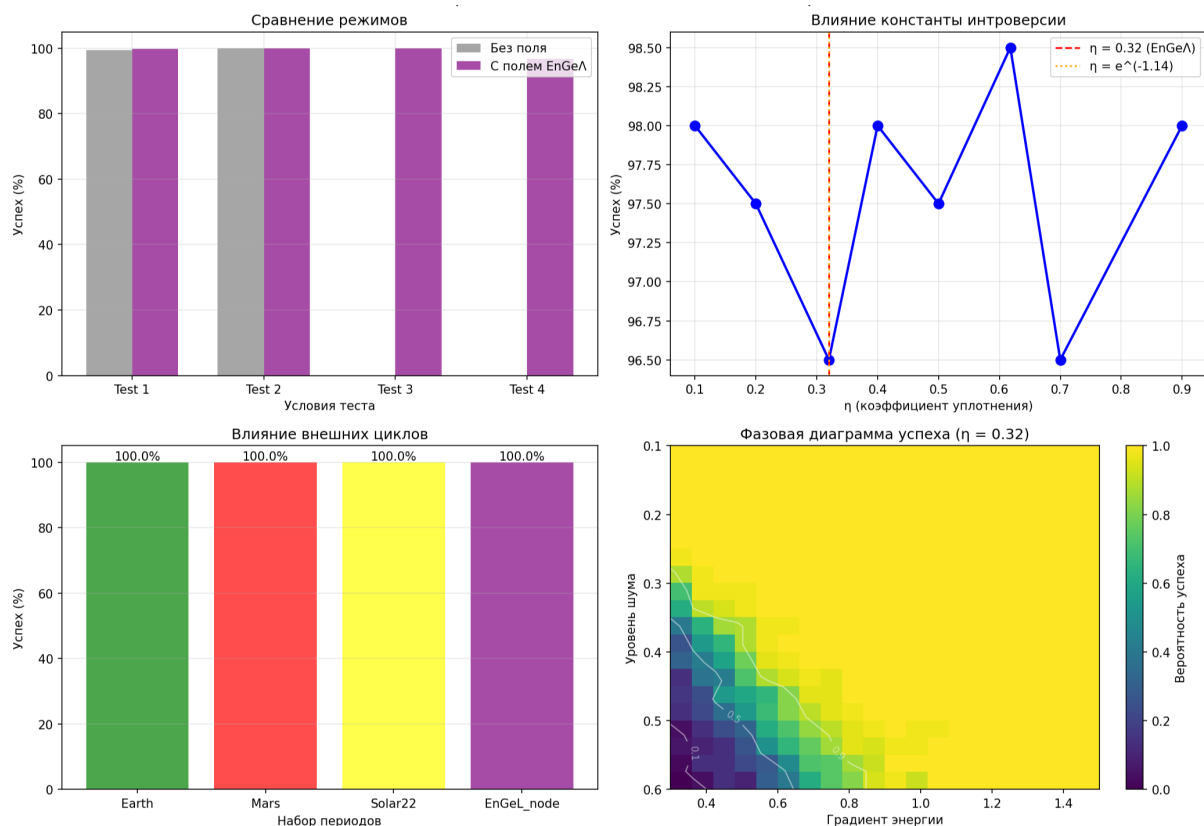 Сравнение режимов
Без поля
С полем EnGeΛ
Успех (%)
100
80
60
40
20
0
Test 1 Test 2 Test 3 Test 4
Условия теста
Влияние константы интроверсии
η = 0.32 (EnGeΛ)
η = e^(-1.14)
Успех (%)
98.50
98.25
98.00
97.75
97.50
97.25
97.00
96.75
96.50
0.1 0.2 0.3 0.4 0.5 0.6 0.7 0.8 0.9
η (коэффициент уплотнения)
Влияние внешних циклов
100.0% 100.0% 100.0% 100.0%
Успех (%)
100
80
60
40
20
0
Earth Mars Solar22 EnGeL_node
Набор периодов
Фазовая диаграмма успеха (η = 0.32)
Уровень шума
0.1
0.2
0.3
0.4
0.5
0.6
0.1
0.5
0.9
0.4 0.6 0.8 1.0 1.2 1.4
Градиент энергии
1.0
0.8
0.6
0.4
0.2
0.0
Вероятность успеха